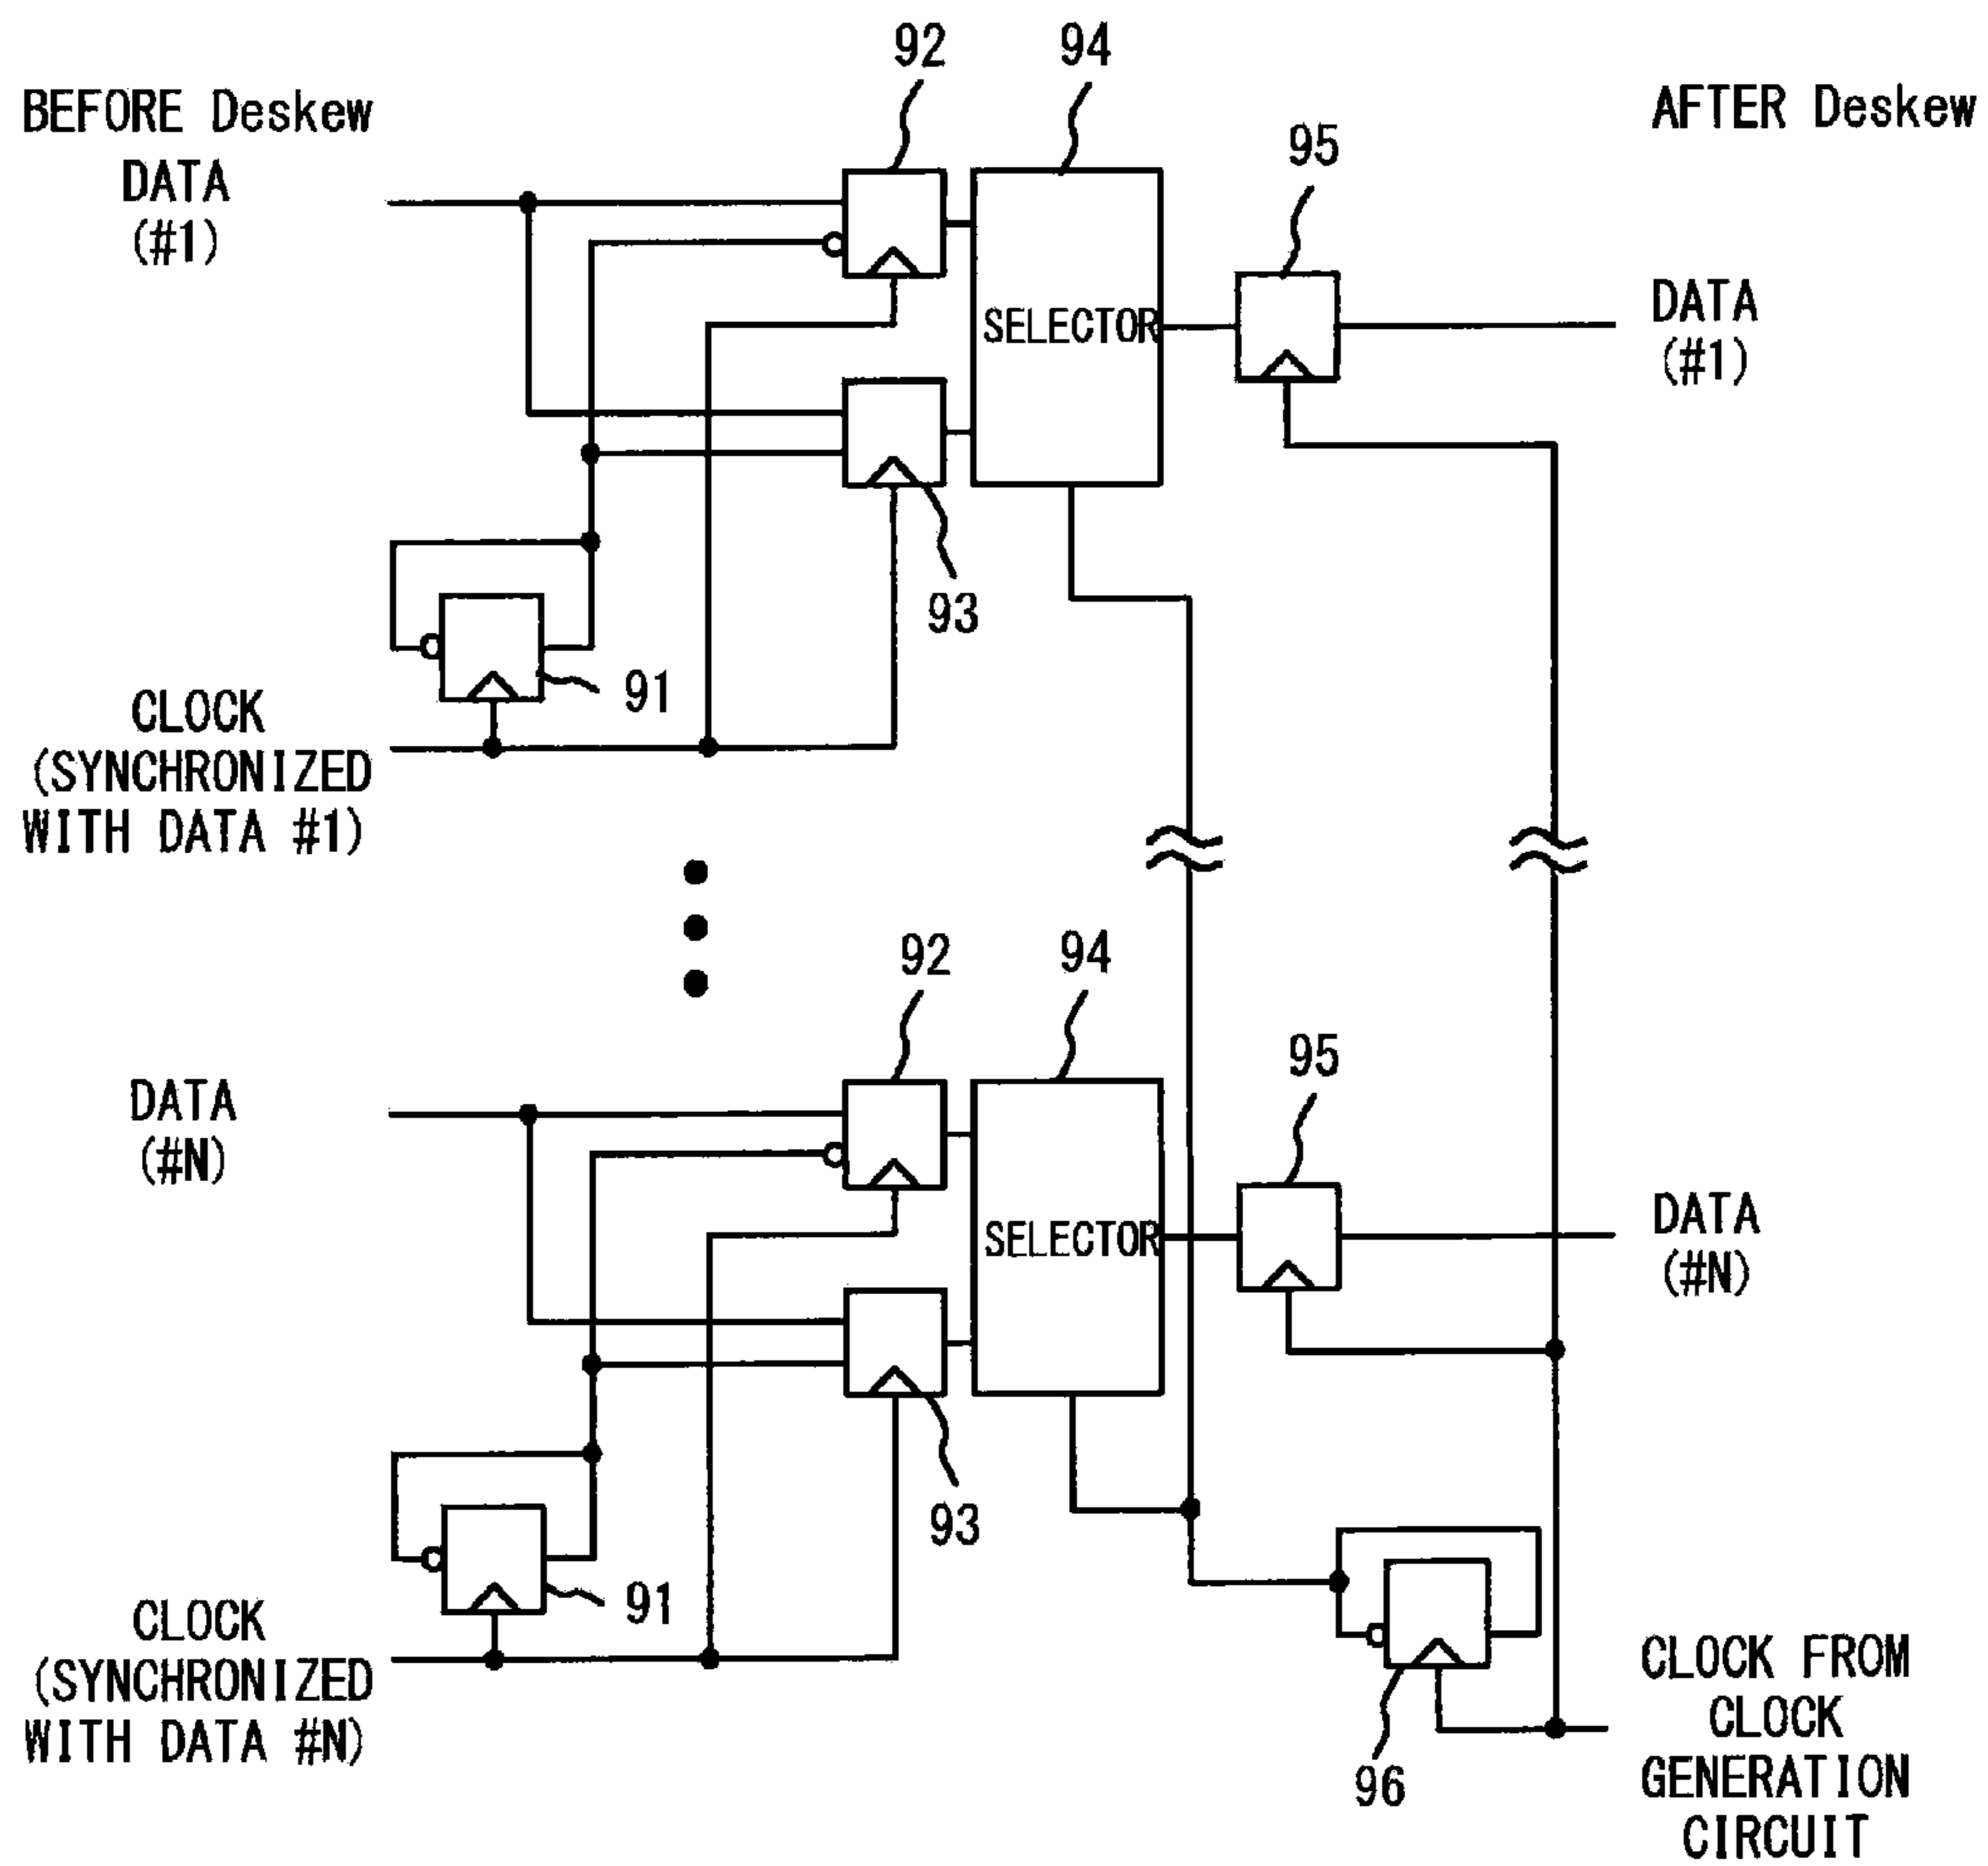 92
94
BEFORE Deskew
AFTER Deskew
95
DATA
(#1)
DATA
(#1)
SELECTOR
93
91
CLOCK
(SYNCHRONIZED
WITH DATA #1)
92
94
95
DATA
(#N)
DATA
(#N)
SELECTOR
93
91
CLOCK
(SYNCHRONIZED
WITH DATA #N)
96
CLOCK FROM
CLOCK
GENERATION
CIRCUIT